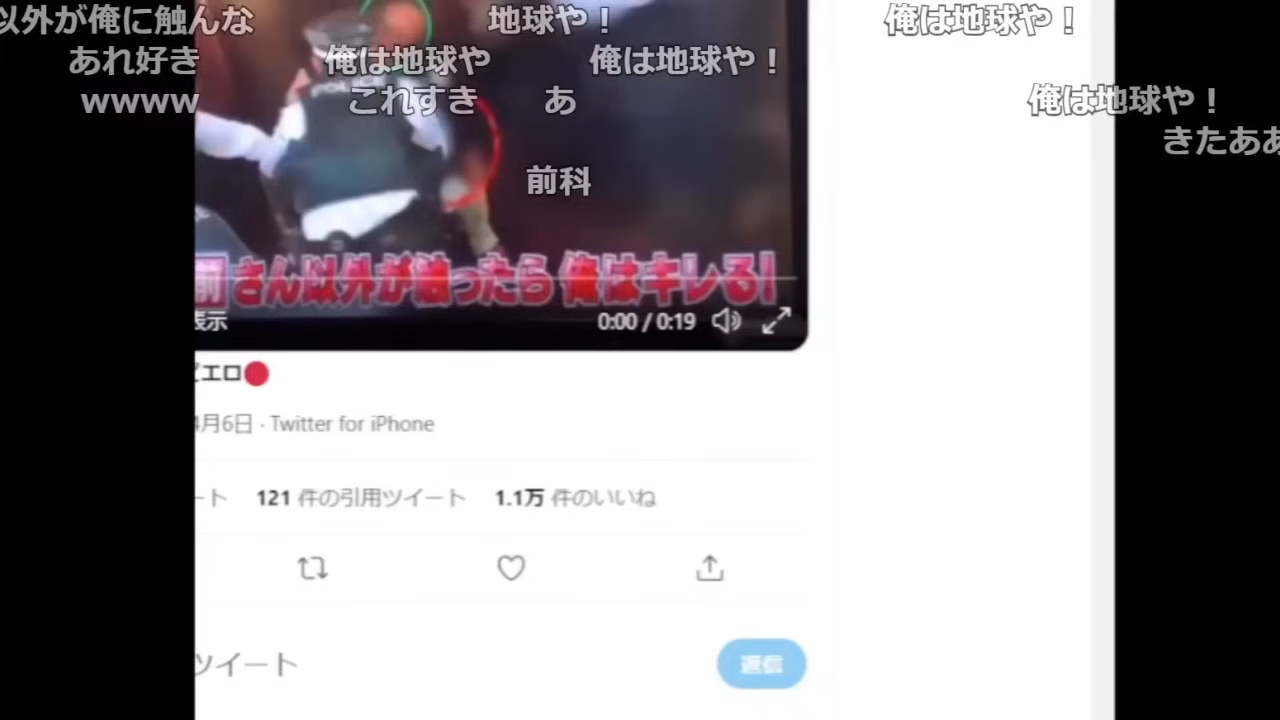 以外が俺に触んな
地球や！
俺は地球や！
あれ好き
俺は地球や
俺は地球や！
wwww
これすき
あ
俺は地球や！
きたああ
POLICE
前科
前さん以外が触ったら 俺はキレる!
表示
0:00 / 0:19
ピエロ🔴
4月6日 · Twitter for iPhone
ート
121 件の引用ツイート
1.1万 件のいいね
ツイート
返信